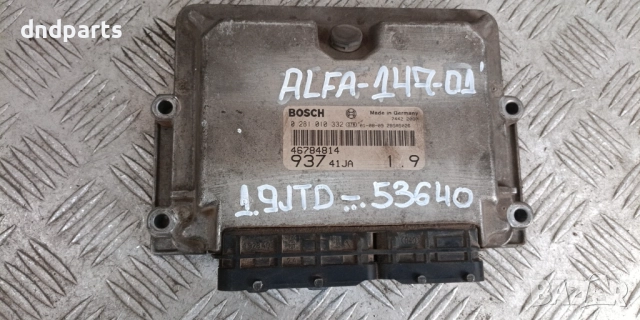 dndparts
ALFA-147-01'
BOSCH
Made in Germany
0 281 010 332
46784814
937 41JA 1.9
1.9JTD-53640
BAZAR